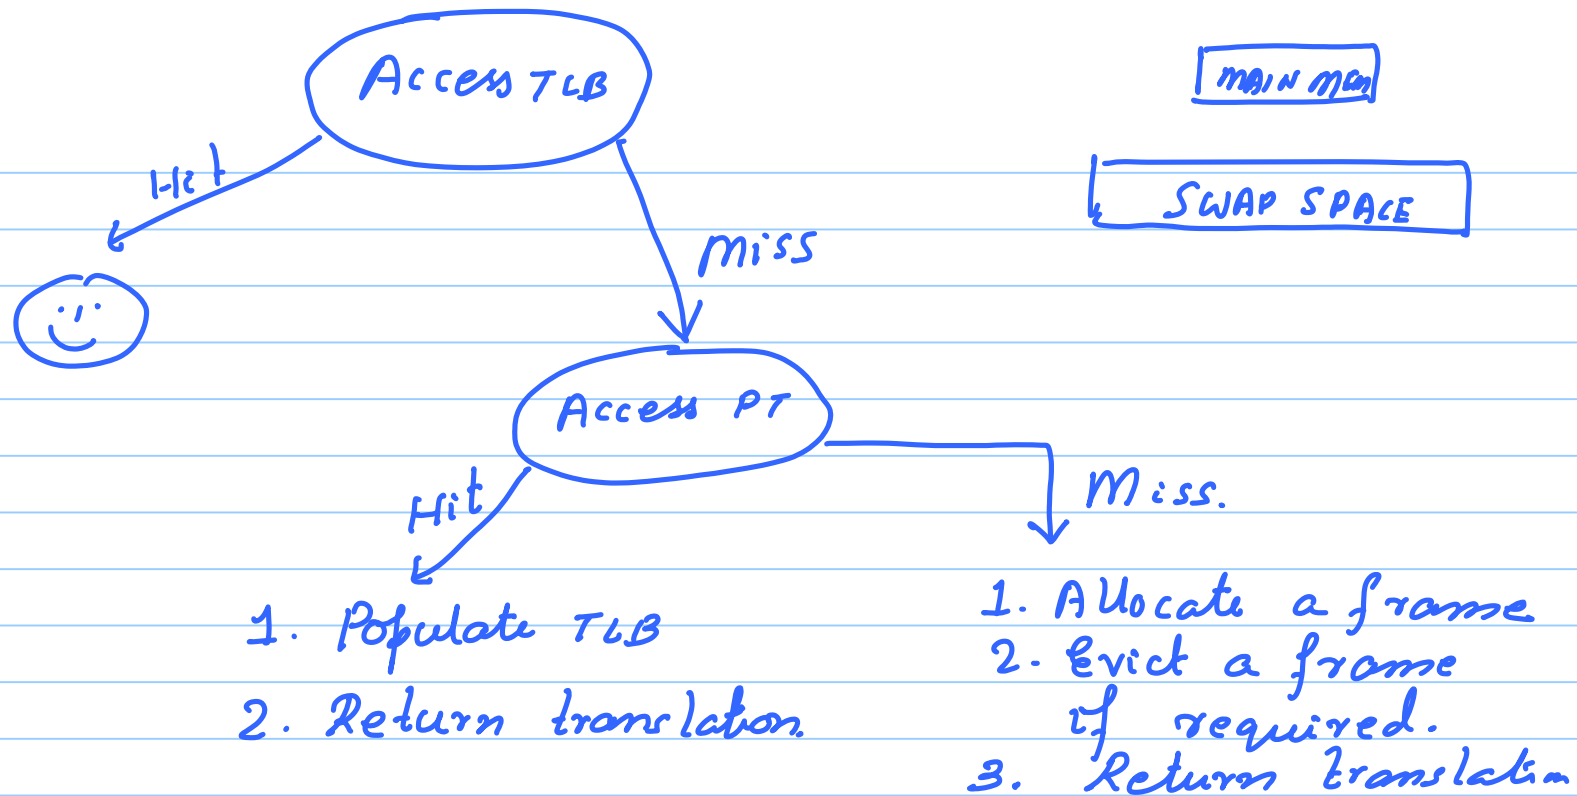 Access TLB
MAIN MEM
Hit
SWAP SPACE
Miss
Access PT
Hit
Miss.
1. Populate TLB
2. Return translation.
1. Allocate a frame
2. Evict a frame
if required.
3. Return translation